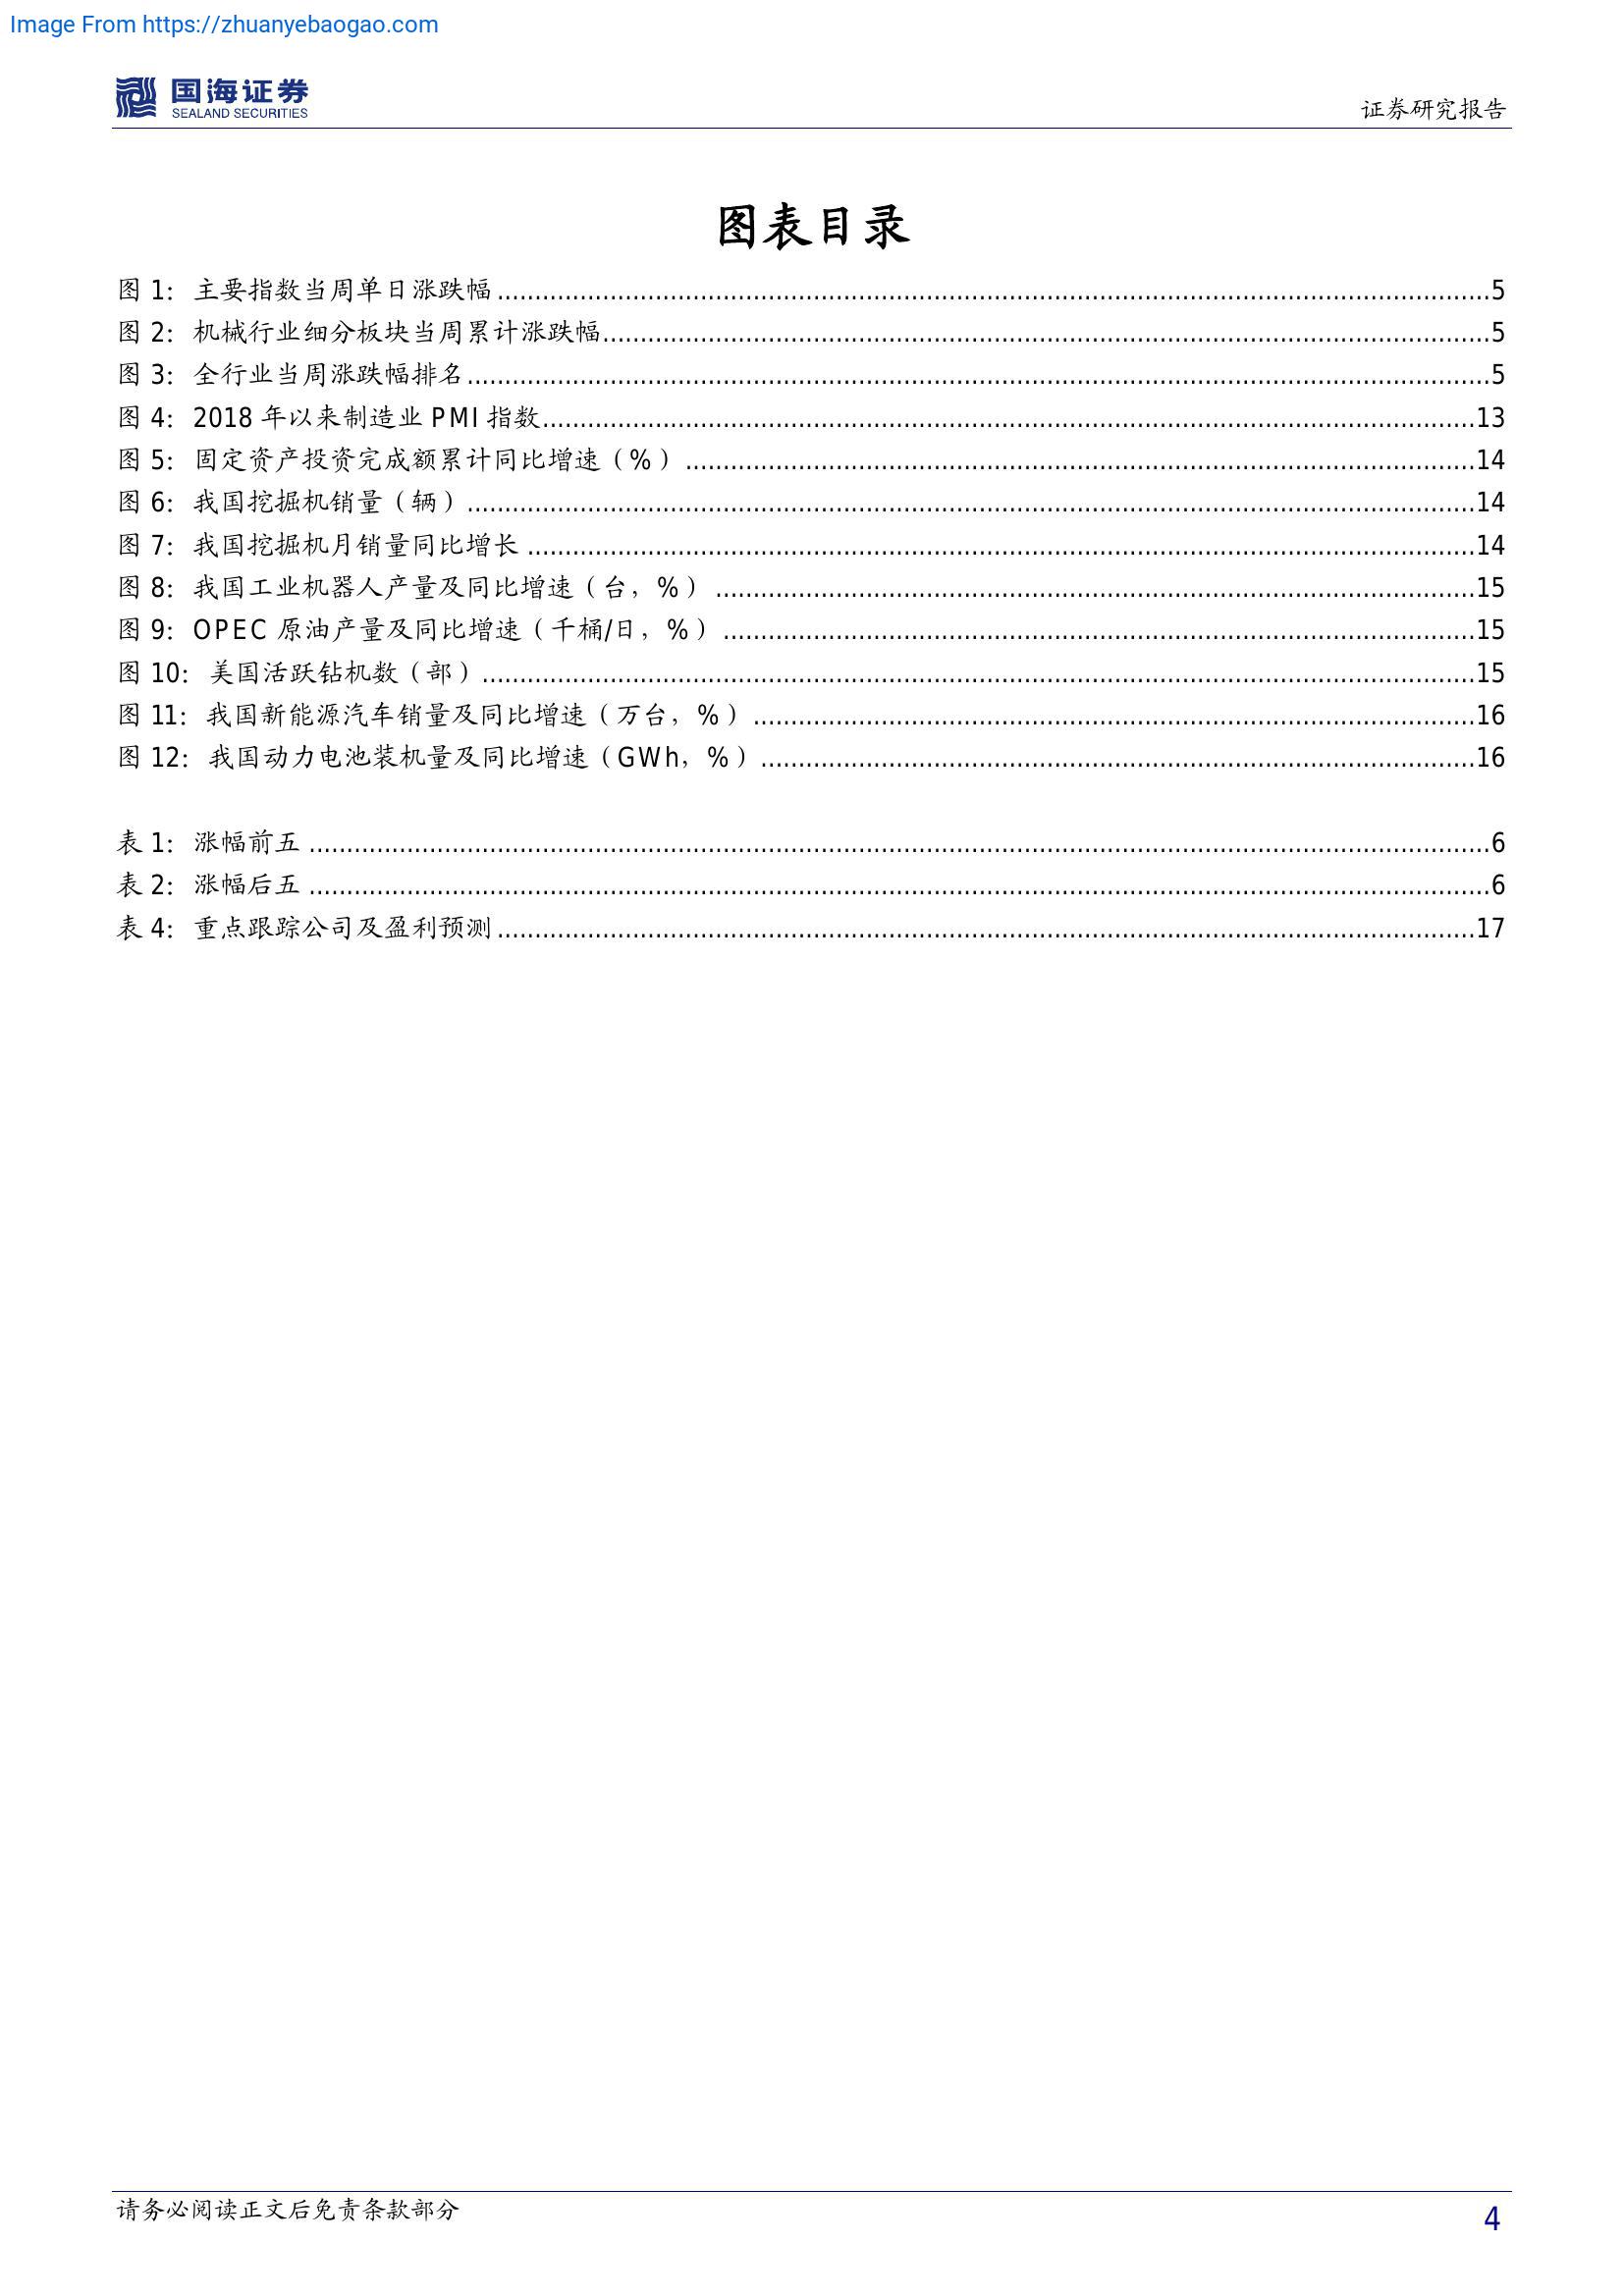 Image From https://zhuanyebaogao.com
国海证券
SEALAND SECURITIES
证券研究报告
图表目录
图 1：主要指数当周单日涨跌幅 5
图 2：机械行业细分板块当周累计涨跌幅 5
图 3：全行业当周涨跌幅排名 5
图 4：2018 年以来制造业 PMI 指数 13
图 5：固定资产投资完成额累计同比增速（%） 14
图 6：我国挖掘机销量（辆） 14
图 7：我国挖掘机月销量同比增长 14
图 8：我国工业机器人产量及同比增速（台，%） 15
图 9：OPEC 原油产量及同比增速（千桶/日，%） 15
图 10：美国活跃钻机数（部） 15
图 11：我国新能源汽车销量及同比增速（万台，%） 16
图 12：我国动力电池装机量及同比增速（GWh，%） 16
表 1：涨幅前五 6
表 2：涨幅后五 6
表 4：重点跟踪公司及盈利预测 17
请务必阅读正文后免责条款部分
4